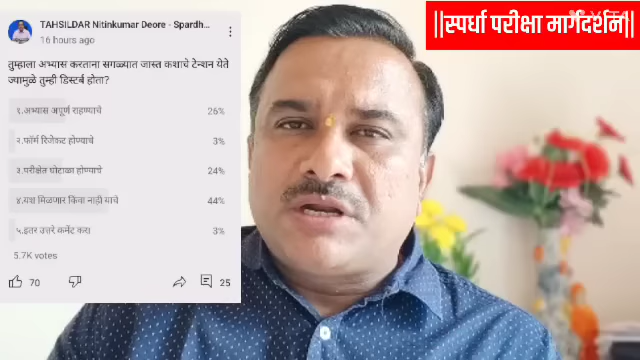 TAHSILDAR Nitinkumar Deore - Spardh...
16 hours ago
तुम्हाला अभ्यास करताना सगळ्यात जास्त कशाचे टेन्शन येते
ज्यामुळे तुम्ही डिस्टर्ब होता?
१.अभ्यास अपूर्ण राहण्याचे 26%
२.फॉर्म रिजेकट होण्याचे 3%
३.परीक्षेत घोटाळा होण्याचे 24%
४.यश मिळणार किंवा नाही याचे 44%
५.इतर उत्तरे कमेंट करा 3%
5.7K votes
70 25
||स्पर्धा परीक्षा मार्गदर्शन||